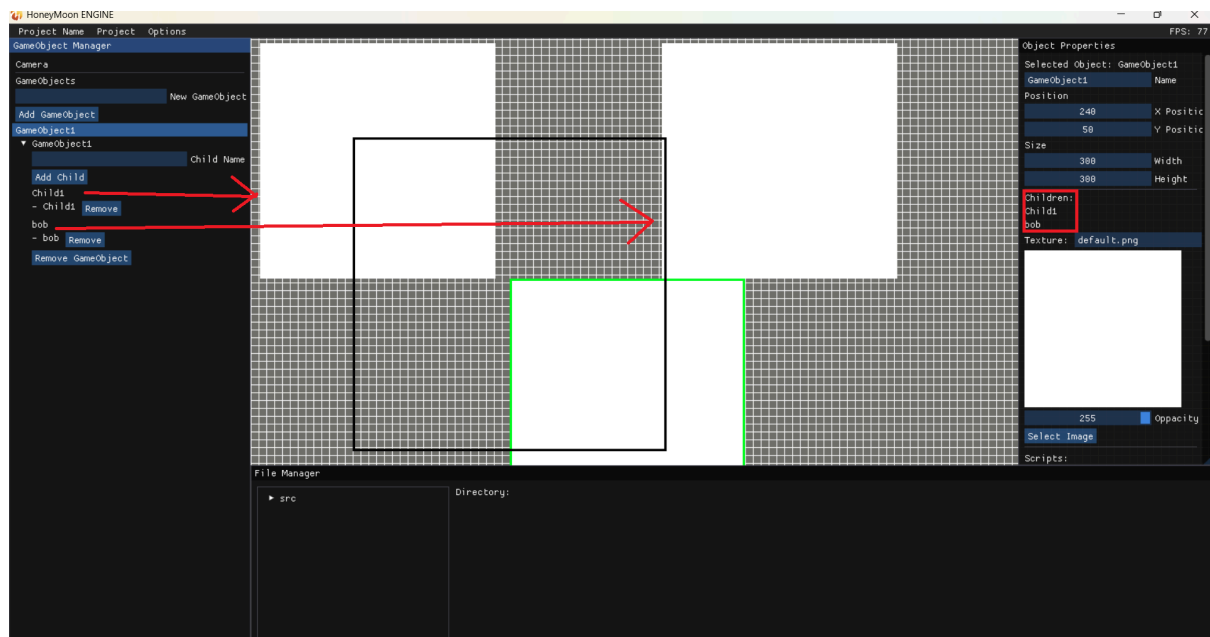 HoneyMoon ENGINE
Project Name Project Options
FPS: 77
GameObject Manager
Camera
GameObjects
New GameObject
Add GameObject
GameObject1
GameObject1
Child Name
Add Child
Child1
- Child1 Remove
bob
- bob Remove
Remove GameObject
File Manager
src
Directory:
Object Properties
Selected Object: GameObject1
GameObject1 Name
Position
240 X Positic
50 Y Positic
Size
300 Width
300 Height
Children:
Child1
bob
Texture: default.png
255 Oppacity
Select Image
Scripts: